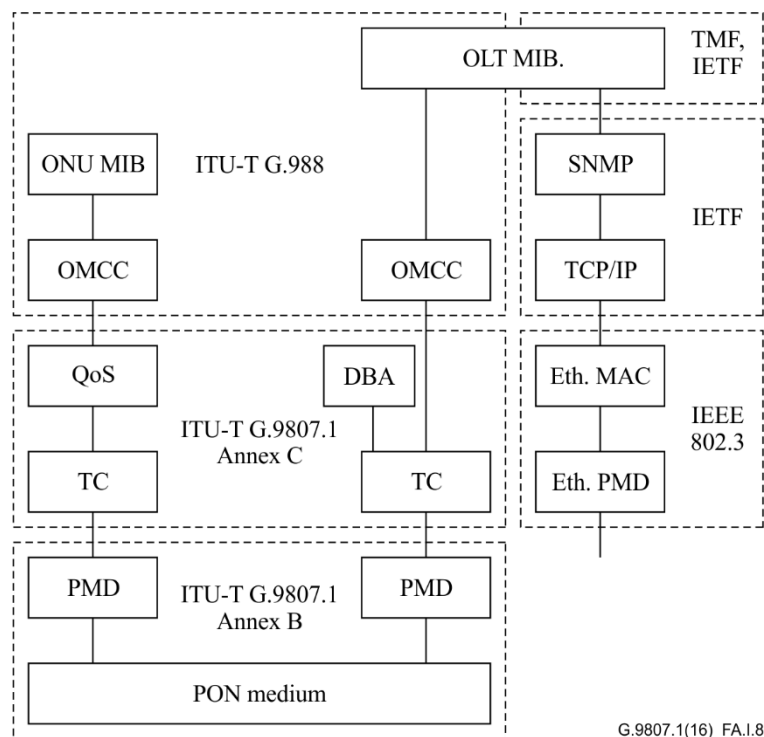 OLT MIB.
TMF,
IETF
ONU MIB
ITU-T G.988
SNMP
IETF
OMCC
OMCC
TCP/IP
QoS
DBA
Eth. MAC
ITU-T G.9807.1
Annex C
IEEE
802.3
TC
TC
Eth. PMD
PMD
ITU-T G.9807.1
Annex B
PMD
PON medium
G.9807.1(16)_FA.I.8